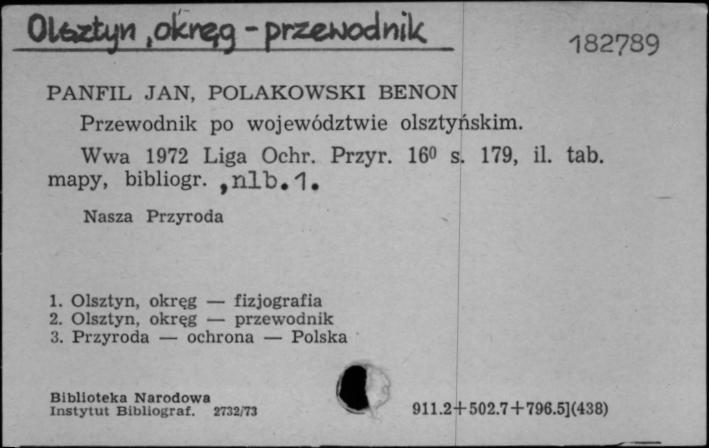 Olsztyn, okręg - przewodnik
182789
PANFIL JAN, POLAKOWSKI BENON
Przewodnik po województwie olsztyńskim.
Wwa 1972 Liga Ochr. Przyr. 16⁰ s. 179, il. tab.
mapy, bibliogr. ,nlb.1.
Nasza Przyroda
1. Olsztyn, okręg — fizjografia
2. Olsztyn, okręg — przewodnik
3. Przyroda — ochrona — Polska
Biblioteka Narodowa
Instytut Bibliograf. 2732/73
911.2+502.7+796.5](438)